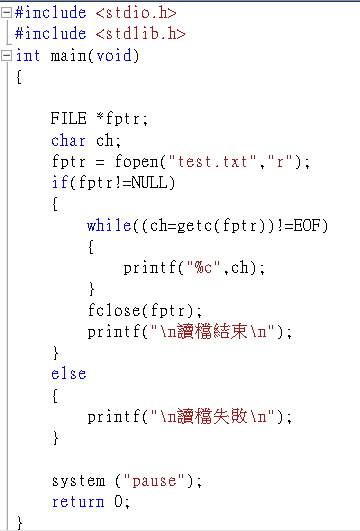 #include <stdio.h>
#include <stdlib.h>
int main(void)
{
FILE *fptr;
char ch;
fptr = fopen("test.txt","r");
if(fptr!=NULL)
{
while((ch=getc(fptr))!=EOF)
{
printf("%c",ch);
}
fclose(fptr);
printf("\n讀檔結束\n");
}
else
{
printf("\n讀檔失敗\n");
}
system ("pause");
return 0;
}